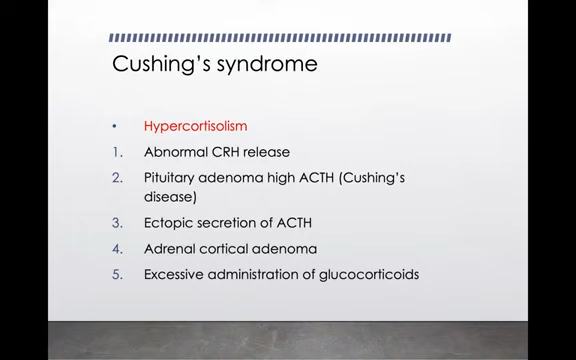 Cushing's syndrome
• Hypercortisolism
1. Abnormal CRH release
2. Pituitary adenoma high ACTH (Cushing's
disease)
3. Ectopic secretion of ACTH
4. Adrenal cortical adenoma
5. Excessive administration of glucocorticoids